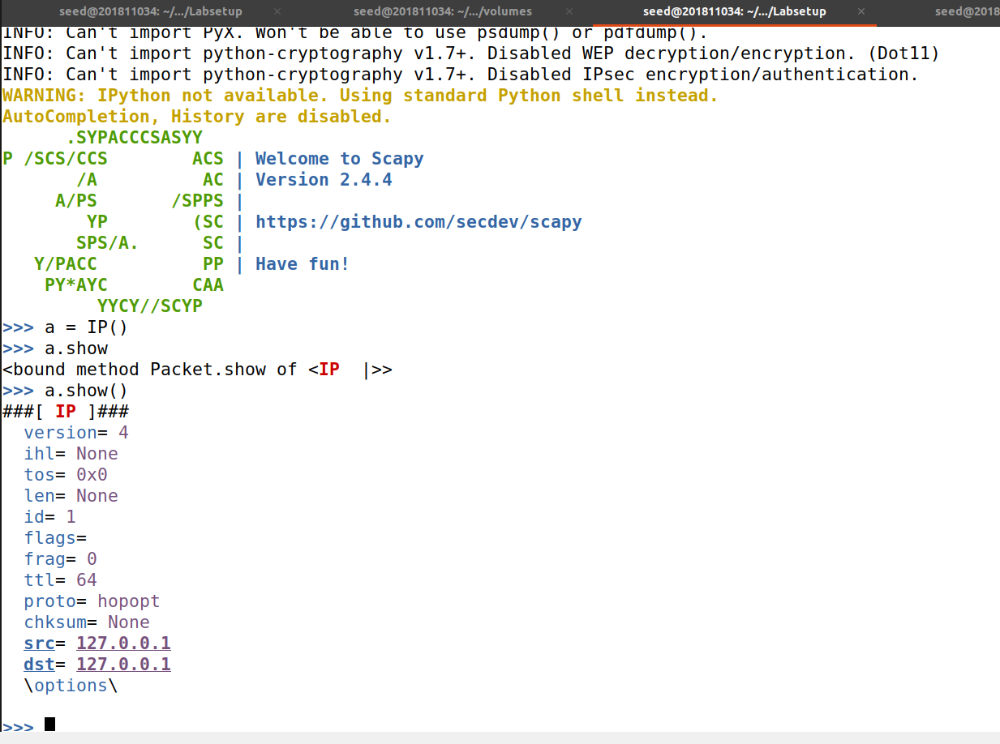 seed@201811034: ~/.../Labsetup × seed@201811034: ~/.../volumes × seed@201811034: ~/.../Labsetup × seed@2018
INFO: Can't import PyX. Won't be able to use psdump() or pdfdump().
INFO: Can't import python-cryptography v1.7+. Disabled WEP decryption/encryption. (Dot11)
INFO: Can't import python-cryptography v1.7+. Disabled IPsec encryption/authentication.
WARNING: IPython not available. Using standard Python shell instead.
AutoCompletion, History are disabled.
      .SYPACCCSASYY
P /SCS/CCS        ACS | Welcome to Scapy
       /A          AC | Version 2.4.4
     A/PS       /SPPS |
        YP        (SC | https://github.com/secdev/scapy
       SPS/A.      SC |
   Y/PACC          PP | Have fun!
    PY*AYC        CAA
         YYCY//SCYP
>>> a = IP()
>>> a.show
<bound method Packet.show of <IP  |>>
>>> a.show()
###[ IP ]###
  version= 4
  ihl= None
  tos= 0x0
  len= None
  id= 1
  flags=
  frag= 0
  ttl= 64
  proto= hopopt
  chksum= None
  src= 127.0.0.1
  dst= 127.0.0.1
  \options\
>>>